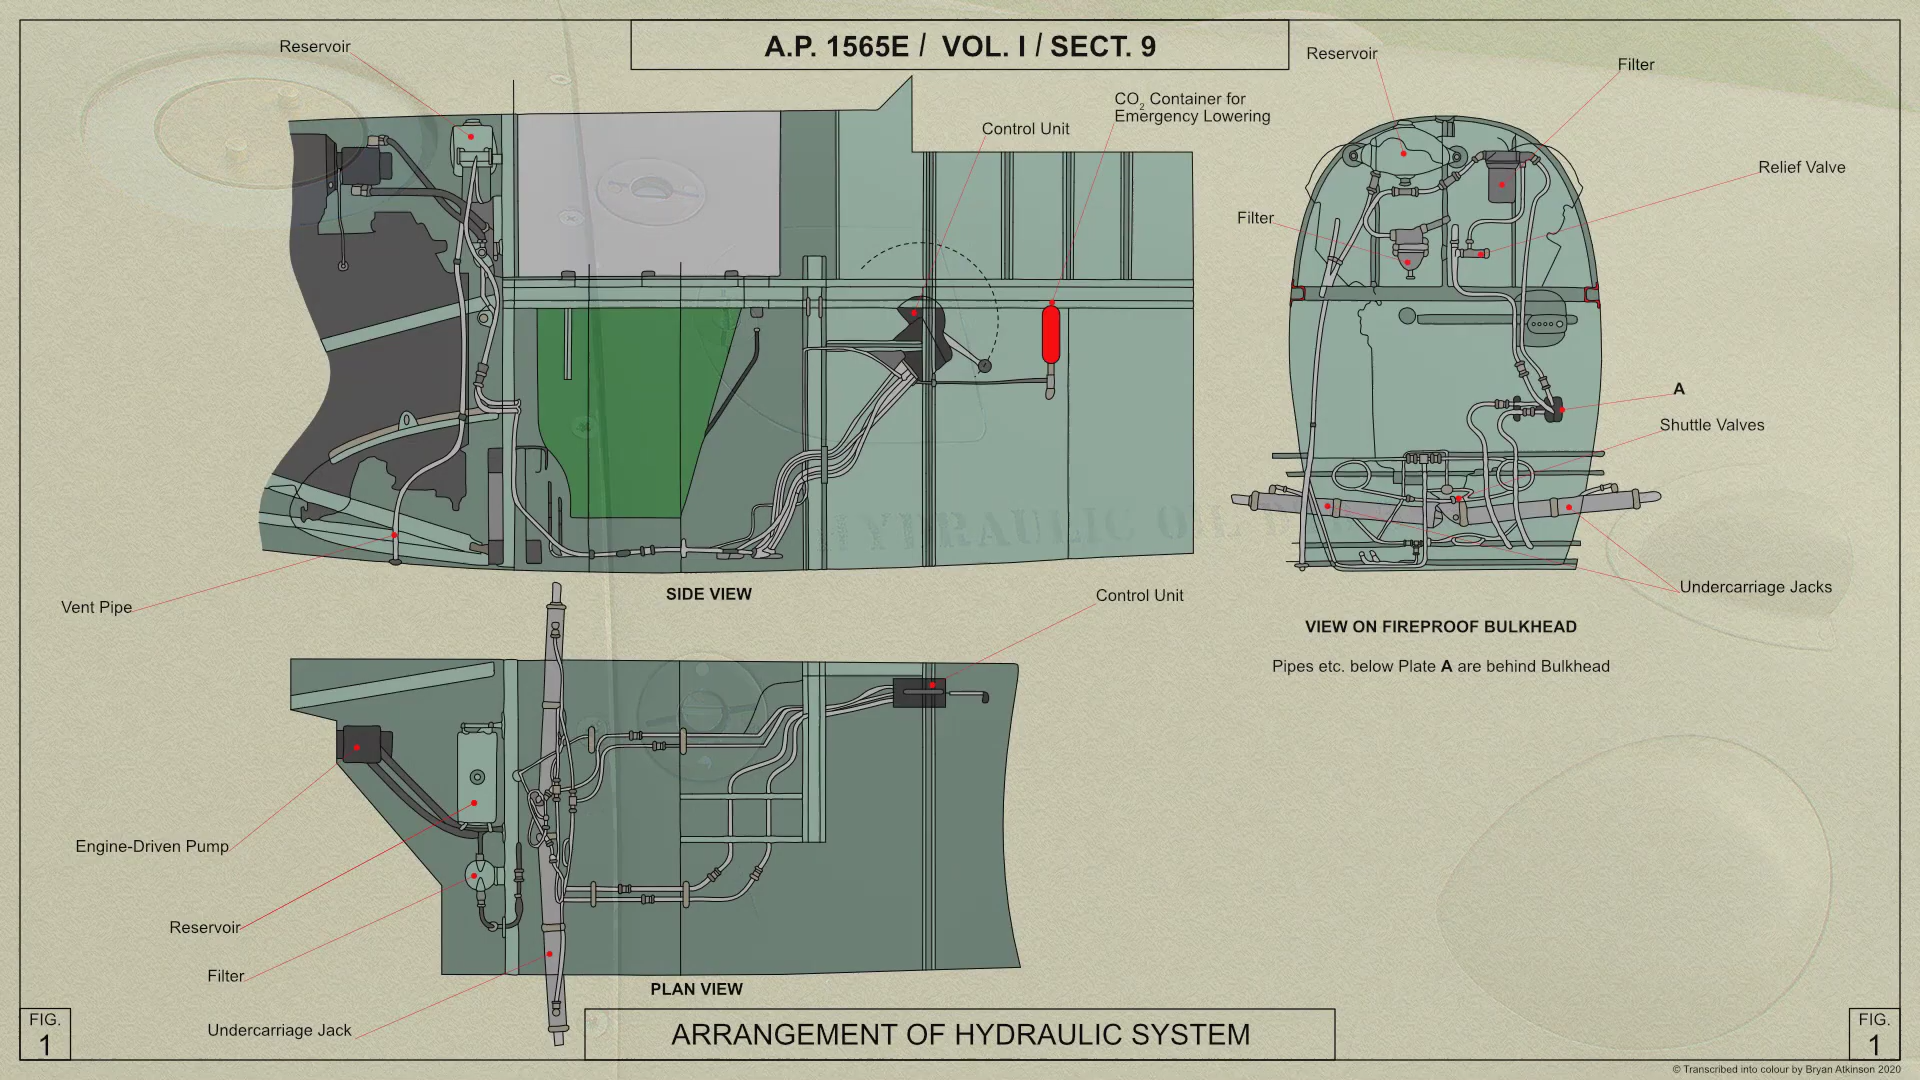 A.P. 1565E / VOL. I / SECT. 9
Reservoir
Control Unit
CO2 Container for
Emergency Lowering
Vent Pipe
SIDE VIEW
Reservoir
Filter
Relief Valve
Filter
A
Shuttle Valves
Undercarriage Jacks
VIEW ON FIREPROOF BULKHEAD
Pipes etc. below Plate A are behind Bulkhead
Control Unit
Engine-Driven Pump
Reservoir
Filter
Undercarriage Jack
PLAN VIEW
HYDRAULIC OIL
FIG.
1
ARRANGEMENT OF HYDRAULIC SYSTEM
FIG.
1
© Transcribed into colour by Bryan Atkinson 2020